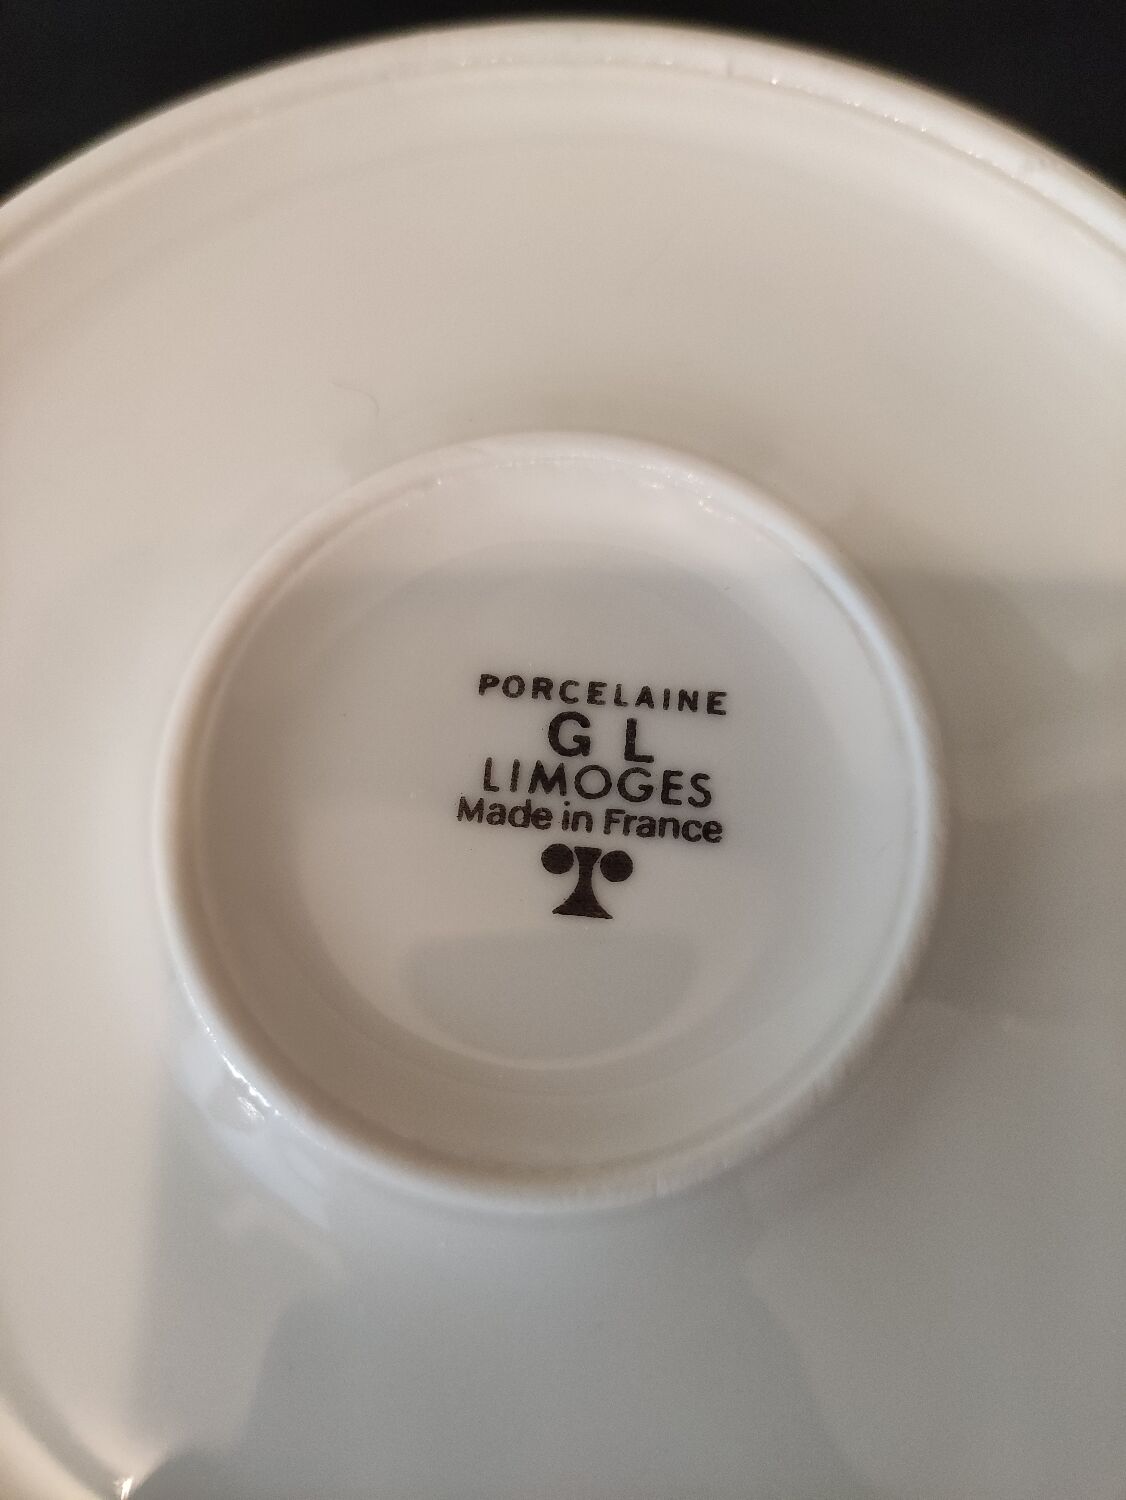 PORCELAINE
G L
LIMOGES
Made in France